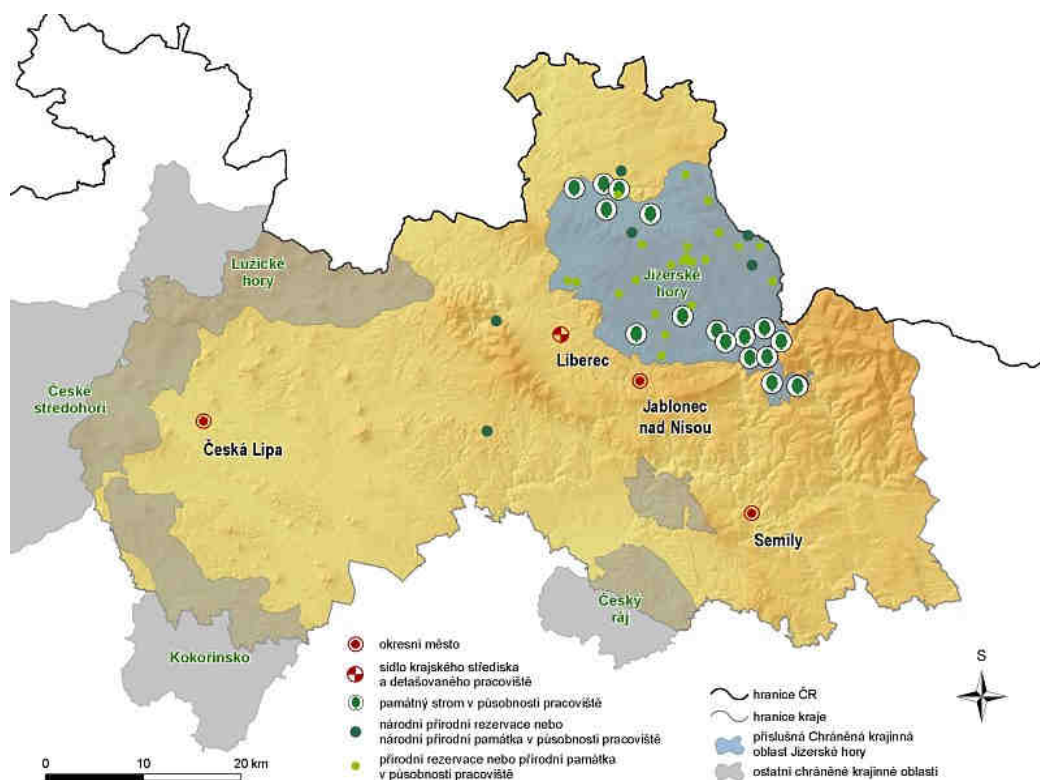 Lužické
hory
Jizerské
hory
Liberec
České
stredohoří
Jablonec
nad Nisou
Česká Lípa
Semily
Český
ráj
Kokořínsko
okresní město
sídlo krajského střediska
a detašovaného pracoviště
památný strom v působnosti pracoviště
národní přírodní rezervace nebo
národní přírodní památka v působnosti pracoviště
přírodní rezervace nebo přírodní památka
v působnosti pracoviště
S
hranice ČR
hranice kraje
příslušná Chráněná krajinná
oblast Jizerské hory
ostatní chráněné krajinné oblasti
0 10 20 km